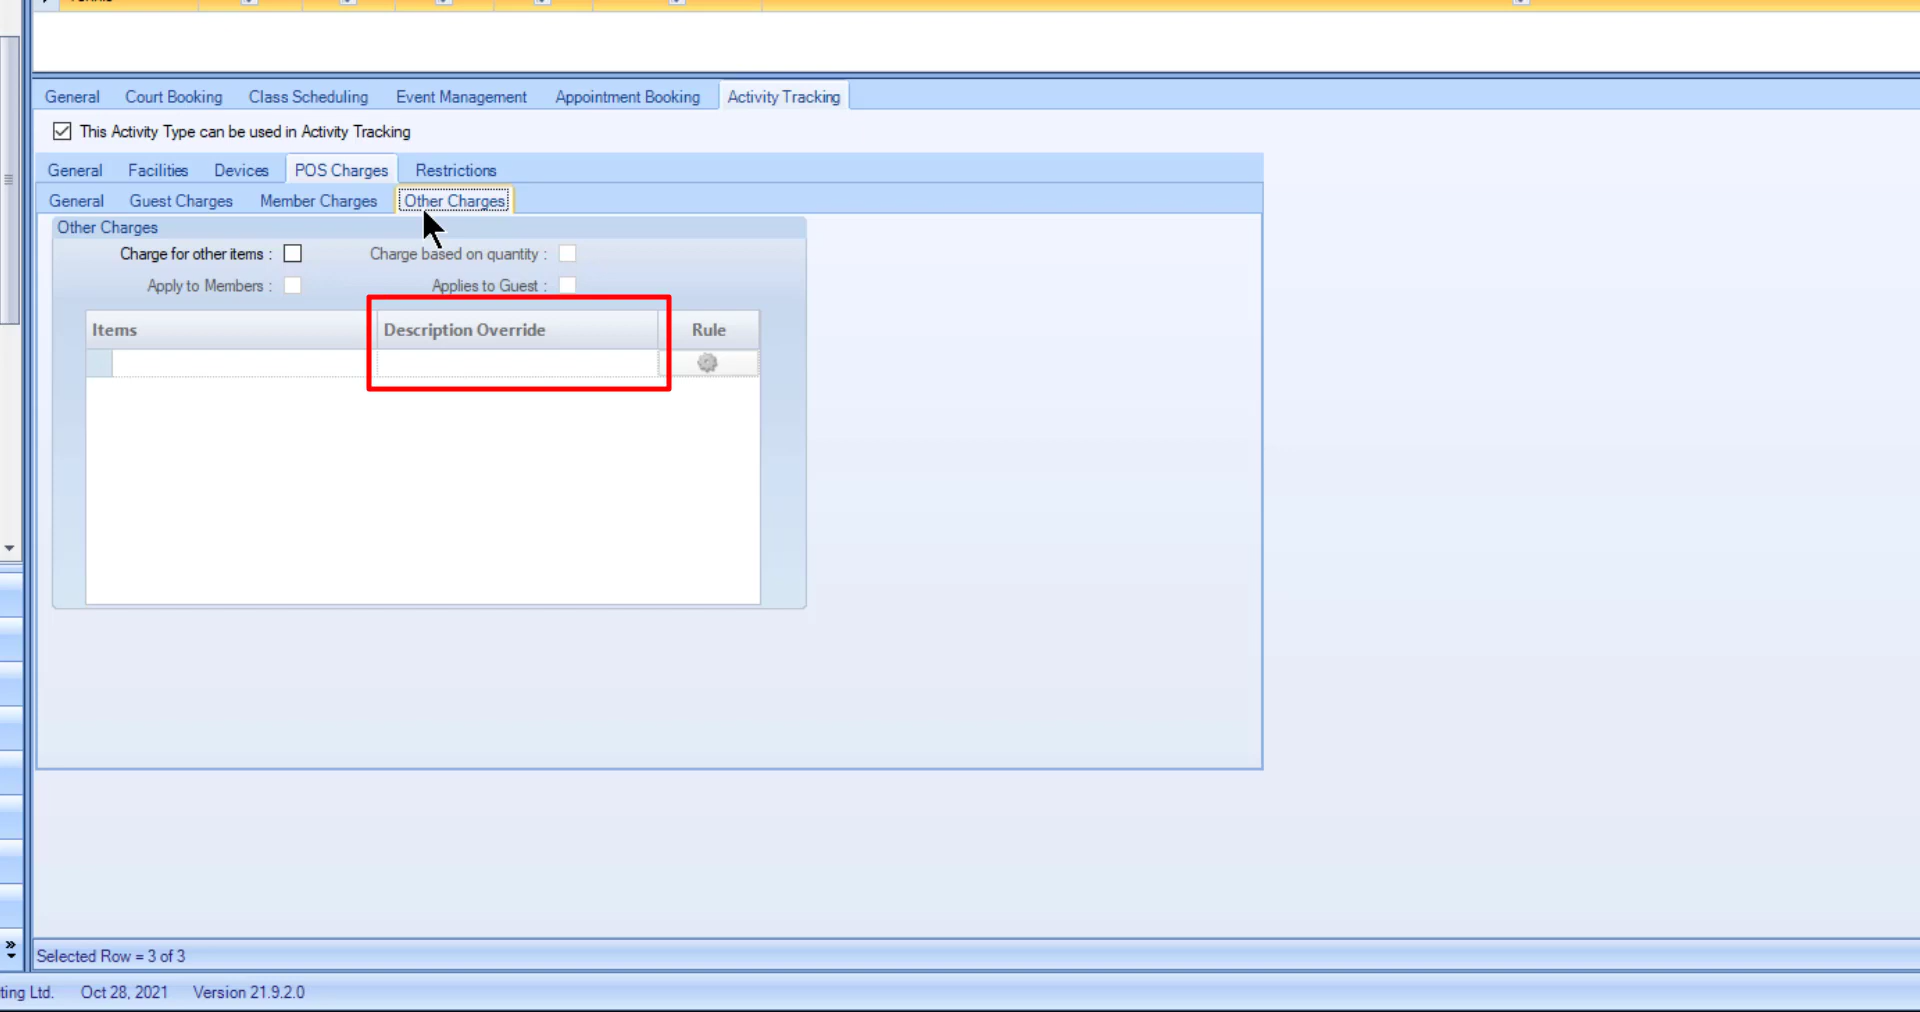 General Court Booking Class Scheduling Event Management Appointment Booking Activity Tracking
This Activity Type can be used in Activity Tracking
General Facilities Devices POS Charges Restrictions
General Guest Charges Member Charges Other Charges
Other Charges
Charge for other items : Charge based on quantity :
Apply to Members : Applies to Guest :
Items Description Override Rule
Selected Row = 3 of 3
ting Ltd. Oct 28, 2021 Version 21.9.2.0